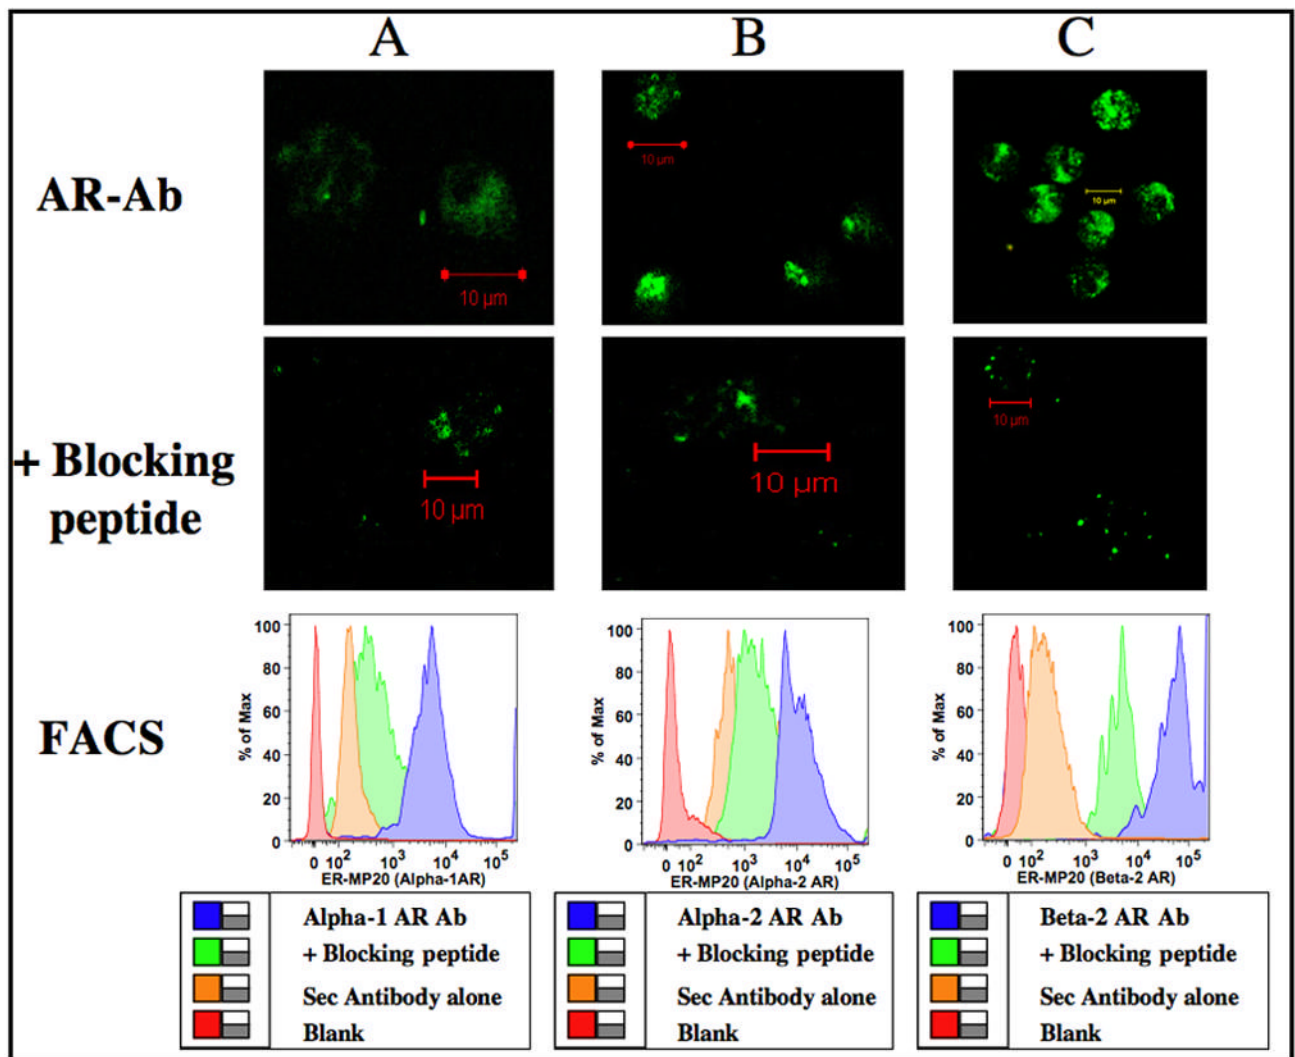 A
B
C
AR-Ab
10 µm
10 µm
10 µm
+ Blocking
peptide
10 µm
10 µm
10 µm
FACS
% of Max
100
80
60
40
20
0
0 10² 10³ 10⁴ 10⁵
ER-MP20 (Alpha-1AR)
% of Max
100
80
60
40
20
0
0 10² 10³ 10⁴ 10⁵
ER-MP20 (Alpha-2 AR)
% of Max
100
80
60
40
20
0
0 10² 10³ 10⁴ 10⁵
ER-MP20 (Beta-2 AR)
Alpha-1 AR Ab
+ Blocking peptide
Sec Antibody alone
Blank
Alpha-2 AR Ab
+ Blocking peptide
Sec Antibody alone
Blank
Beta-2 AR Ab
+ Blocking peptide
Sec Antibody alone
Blank